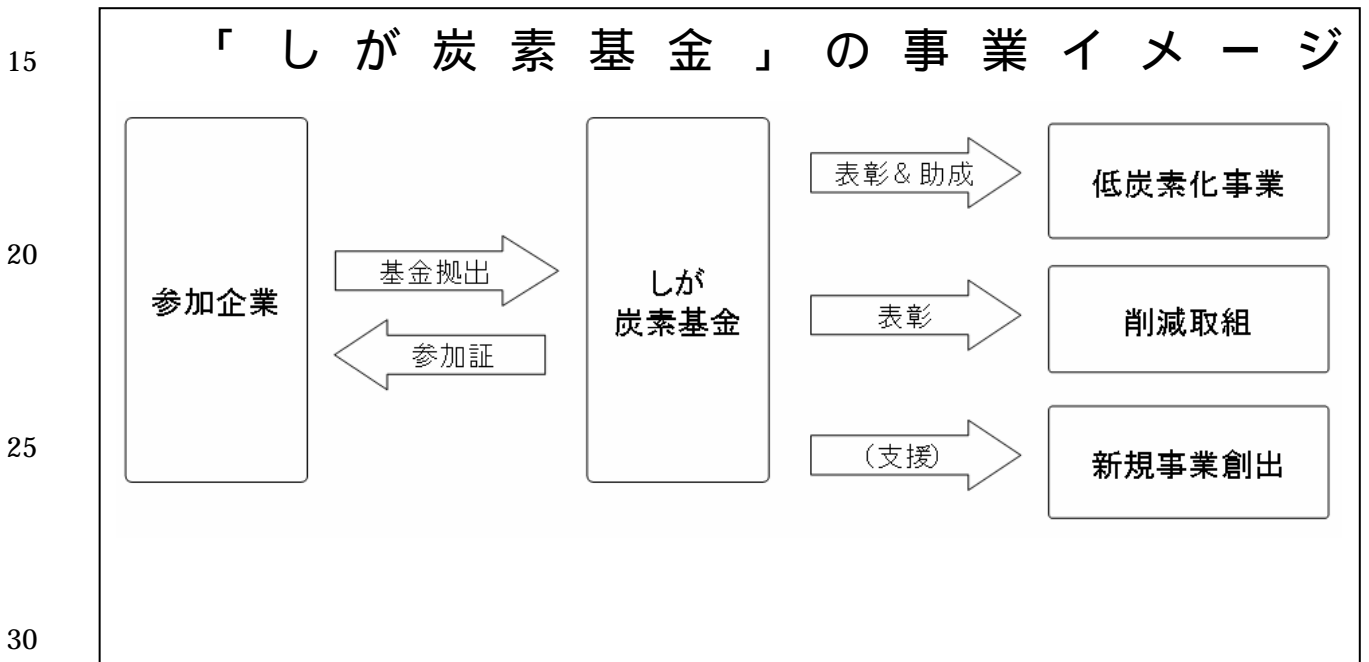 15
「しが炭素基金」の事業イメージ
20
25
30
参加企業
基金拠出
参加証
しが
炭素基金
表彰&助成
低炭素化事業
表彰
削減取組
(支援)
新規事業創出